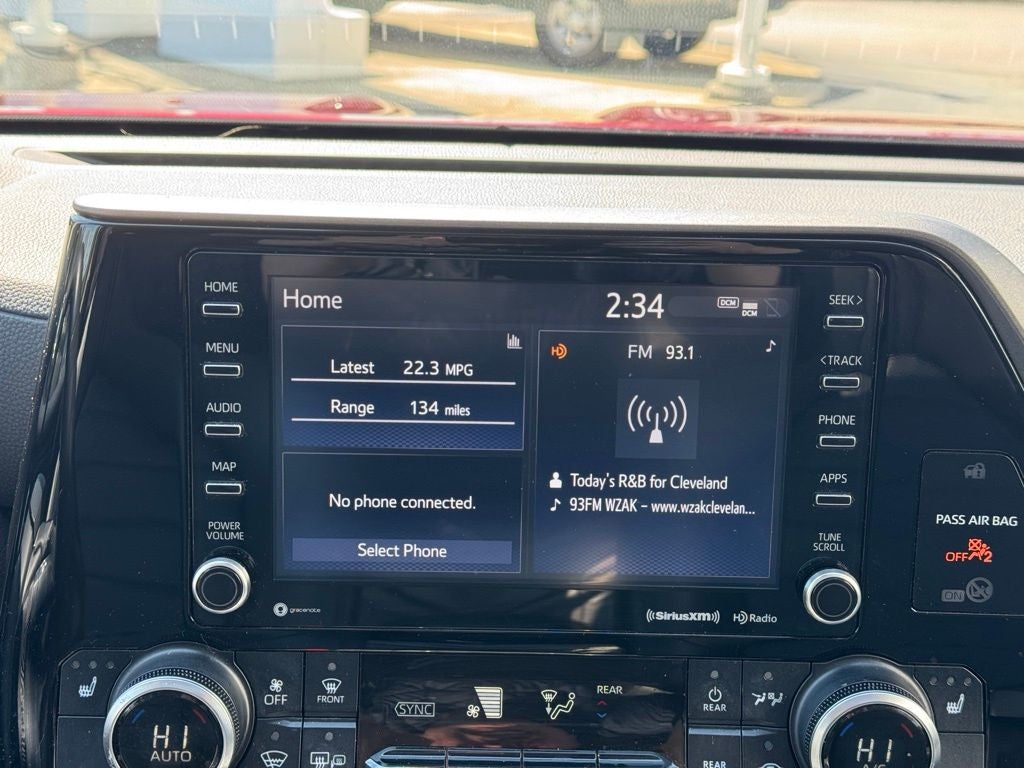 HOME
MENU
AUDIO
MAP
POWER
VOLUME
Home
2:34
DCM
DCM
Latest 22.3 MPG
Range 134 miles
No phone connected.
Select Phone
HD
FM 93.1
Today's R&B for Cleveland
93FM WZAK – www.wzakclevelan...
SEEK >
< TRACK
PHONE
APPS
TUNE
SCROLL
gracenote
((SiriusXM))
HD Radio
PASS AIR BAG
OFF 2
ON
HI
AUTO
OFF
FRONT
SYNC
REAR
REAR
REAR
HI